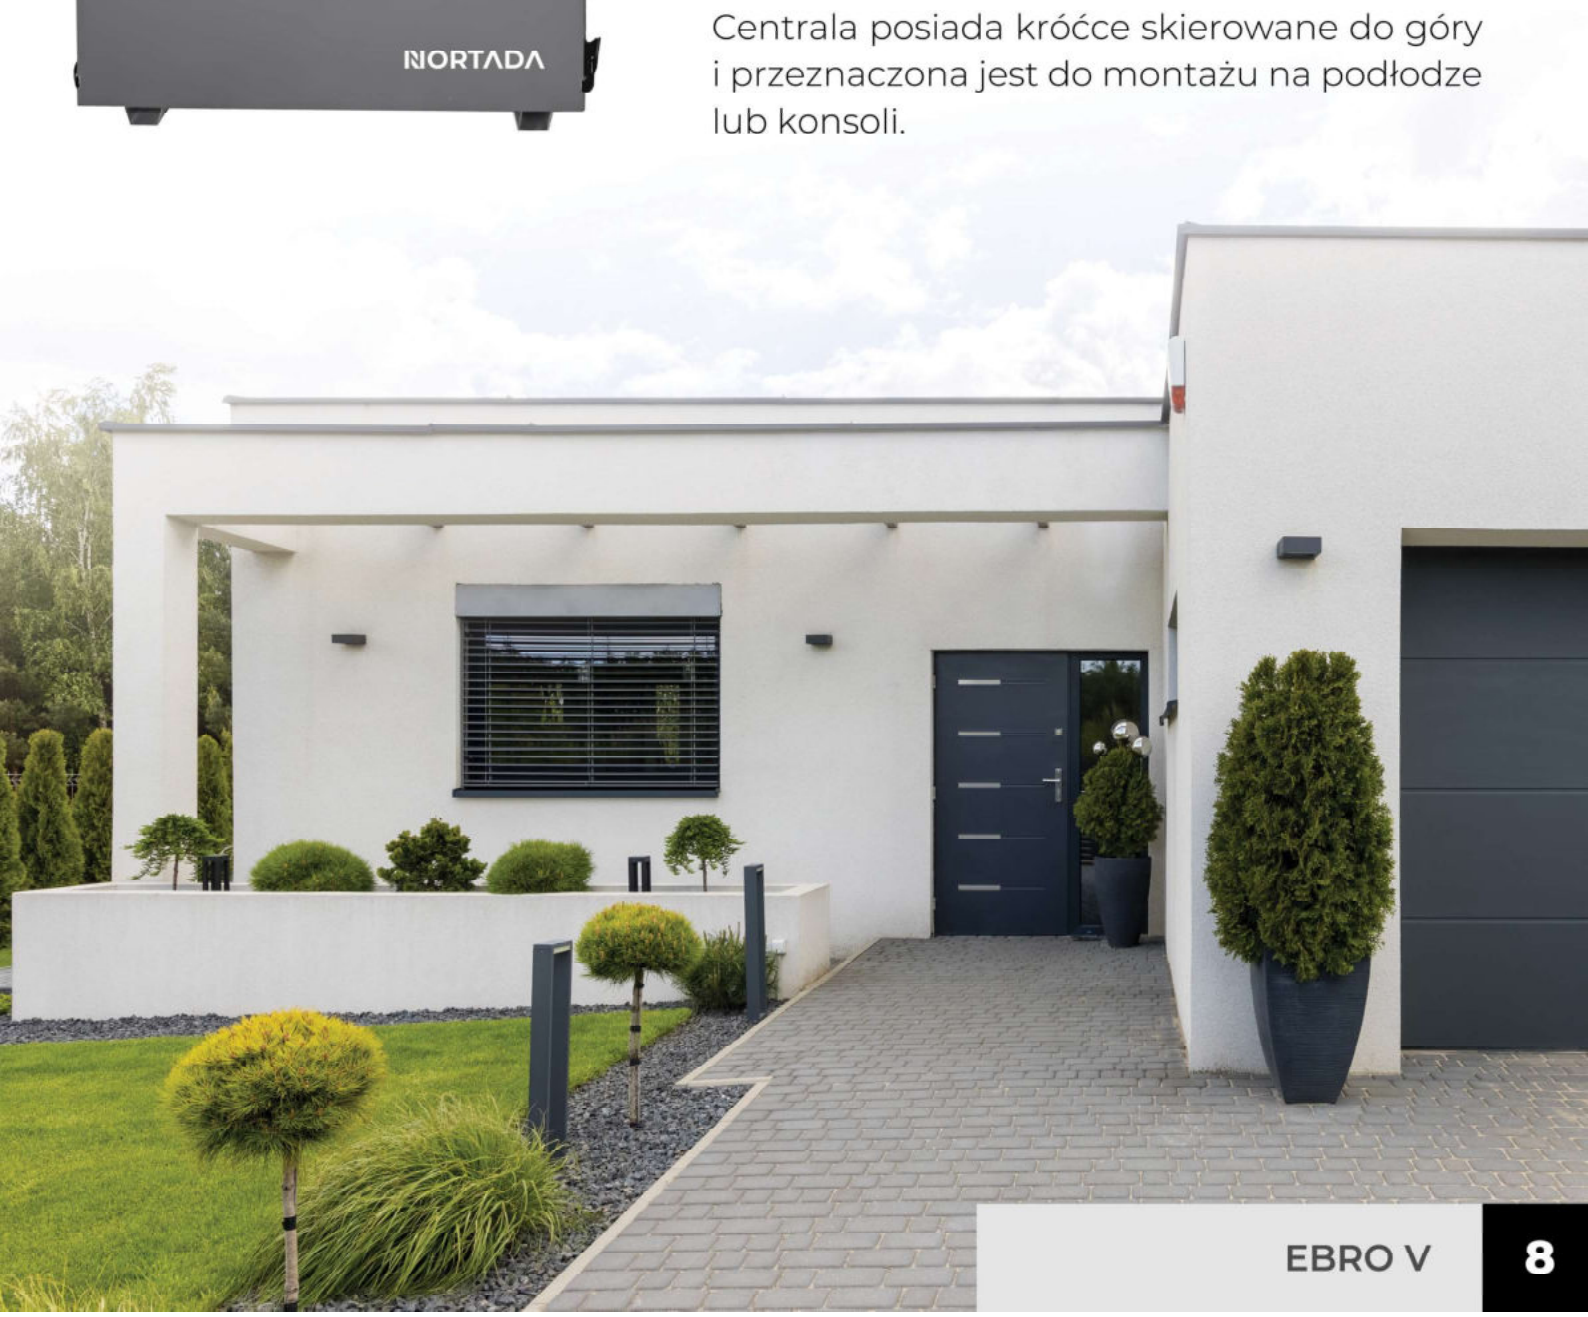 NORTADA
Centrala posiada króćce skierowane do góry
i przeznaczona jest do montażu na podłodze
lub konsoli.
EBRO V
8